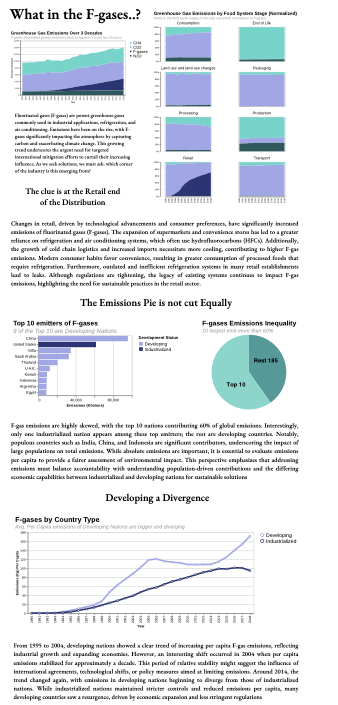 What in the F-gases..?
Greenhouse Gas Emissions Over 3 Decades
CH4
CO2
F-gases
N2O
Fluorinated gases (F-gases) are potent greenhouse gases
commonly used in industrial applications, refrigeration, and
air conditioning. Emissions have been on the rise, with F-
gases significantly impacting the atmosphere by capturing
carbon and exacerbating climate change. This growing
trend underscores the urgent need for targeted
international mitigation efforts to curtail their increasing
influence. As we seek solutions, we must ask: which corner
of the industry is this emerging from?
The clue is at the Retail end
of the Distribution
Greenhouse Gas Emissions by Food System Stage (Normalized)
Consumption
End of Life
Land use and land-use changes
Packaging
Processing
Production
Retail
Transport
Changes in retail, driven by technological advancements and consumer preferences, have significantly increased
emissions of fluorinated gases (F-gases). The expansion of supermarkets and convenience stores has led to a greater
reliance on refrigeration and air conditioning systems, which often use hydrofluorocarbons (HFCs). Additionally,
the growth of cold chain logistics and increased imports necessitate more cooling, contributing to higher F-gas
emissions. Modern consumer habits favor convenience, resulting in greater consumption of processed foods that
require refrigeration. Furthermore, outdated and inefficient refrigeration systems in many retail establishments
lead to leaks. Although regulations are tightening, the legacy of existing systems continues to impact F-gas
emissions, highlighting the need for sustainable practices in the retail sector.
The Emissions Pie is not cut Equally
Top 10 emitters of F-gases
9 of the Top 10 are Developing Nations
China
United States
India
Saudi Arabia
Thailand
U.A.E.
Kuwait
Indonesia
Argentina
Egypt
0
40,000
80,000
Emissions (Kilotons)
Development Status
Developing
Industrialized
F-gases Emissions Inequality
10 largest emit more than 60%
Rest 185
Top 10
F-gas emissions are highly skewed, with the top 10 nations contributing 60% of global emissions. Interestingly,
only one industrialized nation appears among these top emitters; the rest are developing countries. Notably,
populous countries such as India, China, and Indonesia are significant contributors, underscoring the impact of
large populations on total emissions. While absolute emissions are important, it is essential to evaluate emissions
per capita to provide a fairer assessment of environmental impact. This perspective emphasizes that addressing
emissions must balance accountability with understanding population-driven contributions and the differing
economic capabilities between industrialized and developing nations for sustainable solutions
Developing a Divergence
F-gases by Country Type
Avg. Per Capita emissions of Developing Nations are bigger and diverging
Developing
Industrialized
Emissions (kg) Per Capita
180
160
140
120
100
80
60
40
20
0
Year
From 1995 to 2004, developing nations showed a clear trend of increasing per capita F-gas emissions, reflecting
industrial growth and expanding economies. However, an interesting shift occurred in 2004 when per capita
emissions stabilized for approximately a decade. This period of relative stability might suggest the influence of
international agreements, technological shifts, or policy measures aimed at limiting emissions. Around 2014, the
trend changed again, with emissions in developing nations beginning to diverge from those in industrialized
nations. While industrialized nations maintained stricter controls and reduced emissions per capita, many
developing countries saw a resurgence, driven by economic expansion and less stringent regulations